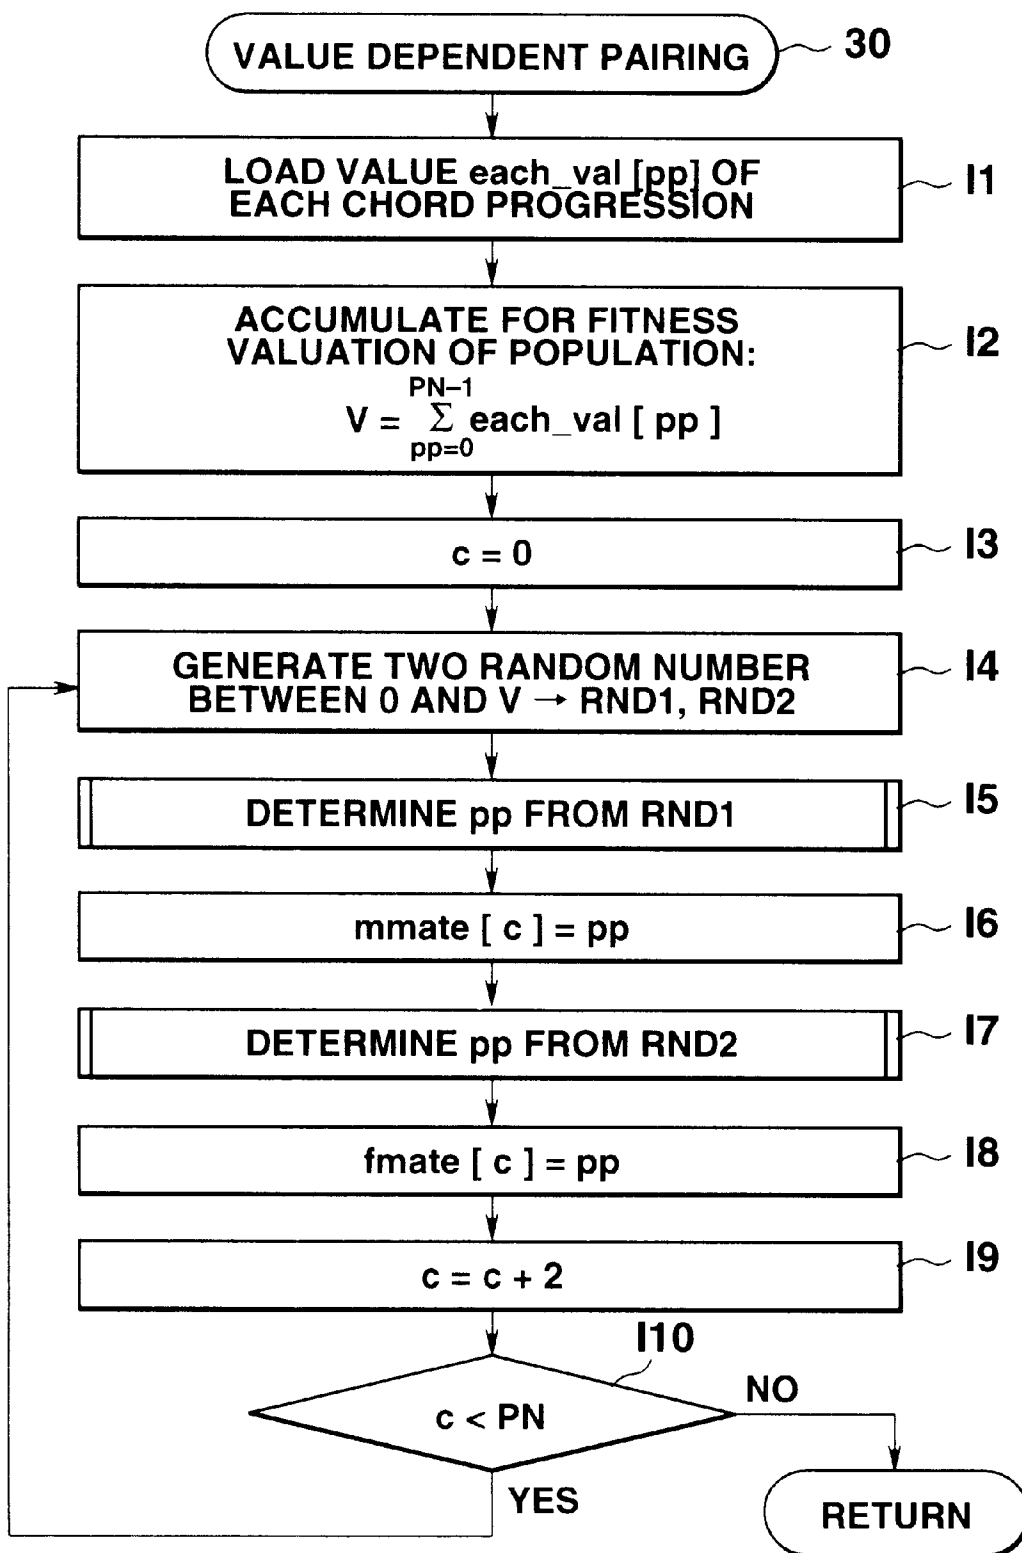 VALUE DEPENDENT PAIRING
30
LOAD VALUE each_val [pp] OF
EACH CHORD PROGRESSION
I1
ACCUMULATE FOR FITNESS
VALUATION OF POPULATION:
PN–1
V = Σ each_val [ pp ]
pp=0
I2
c = 0
I3
GENERATE TWO RANDOM NUMBER
BETWEEN 0 AND V → RND1, RND2
I4
DETERMINE pp FROM RND1
I5
mmate [ c ] = pp
I6
DETERMINE pp FROM RND2
I7
fmate [ c ] = pp
I8
c = c + 2
I9
I10
c < PN
NO
YES
RETURN